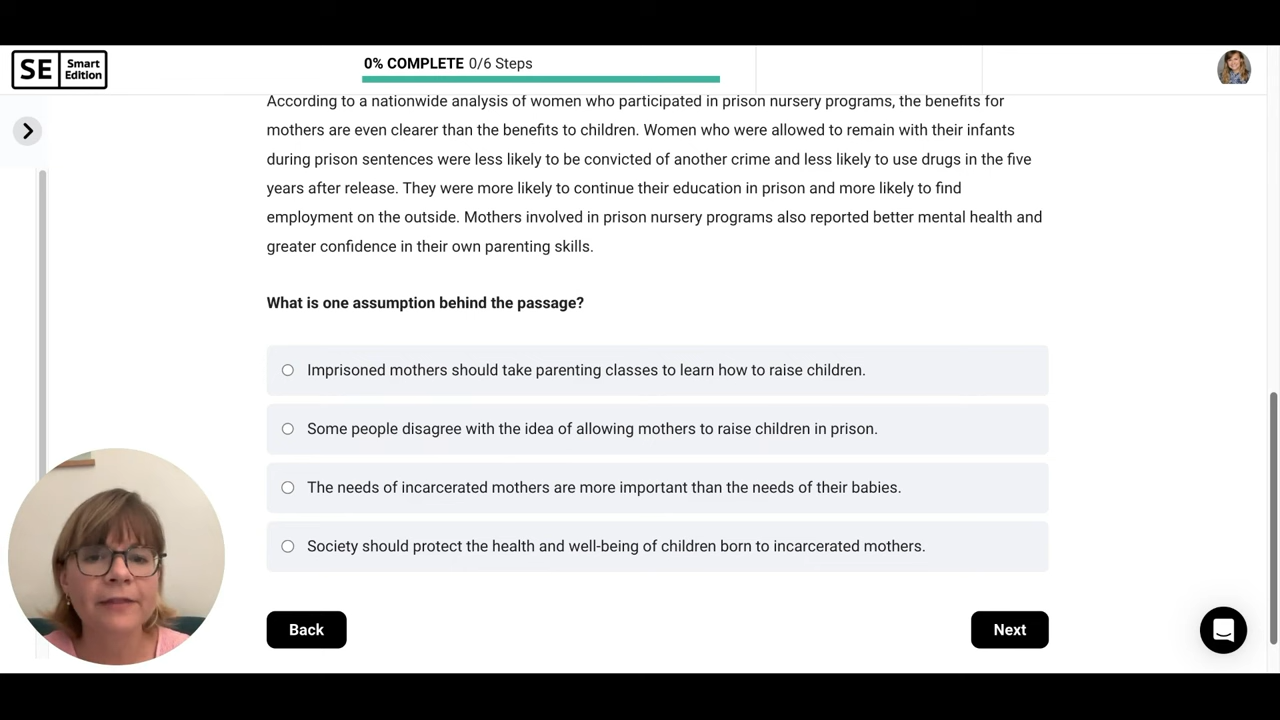 SE Smart Edition
0% COMPLETE 0/6 Steps
According to a nationwide analysis of women who participated in prison nursery programs, the benefits for
mothers are even clearer than the benefits to children. Women who were allowed to remain with their infants
during prison sentences were less likely to be convicted of another crime and less likely to use drugs in the five
years after release. They were more likely to continue their education in prison and more likely to find
employment on the outside. Mothers involved in prison nursery programs also reported better mental health and
greater confidence in their own parenting skills.
What is one assumption behind the passage?
Imprisoned mothers should take parenting classes to learn how to raise children.
Some people disagree with the idea of allowing mothers to raise children in prison.
The needs of incarcerated mothers are more important than the needs of their babies.
Society should protect the health and well-being of children born to incarcerated mothers.
Back
Next